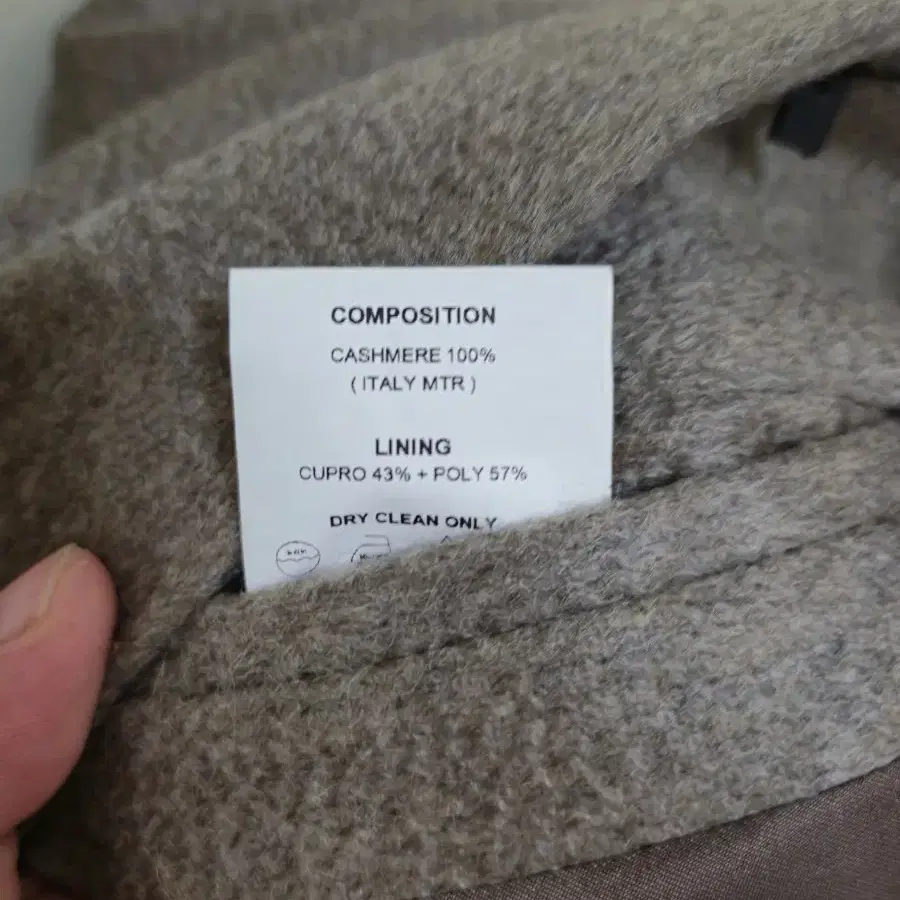 COMPOSITION
CASHMERE 100%
( ITALY MTR )
LINING
CUPRO 43% + POLY 57%
DRY CLEAN ONLY